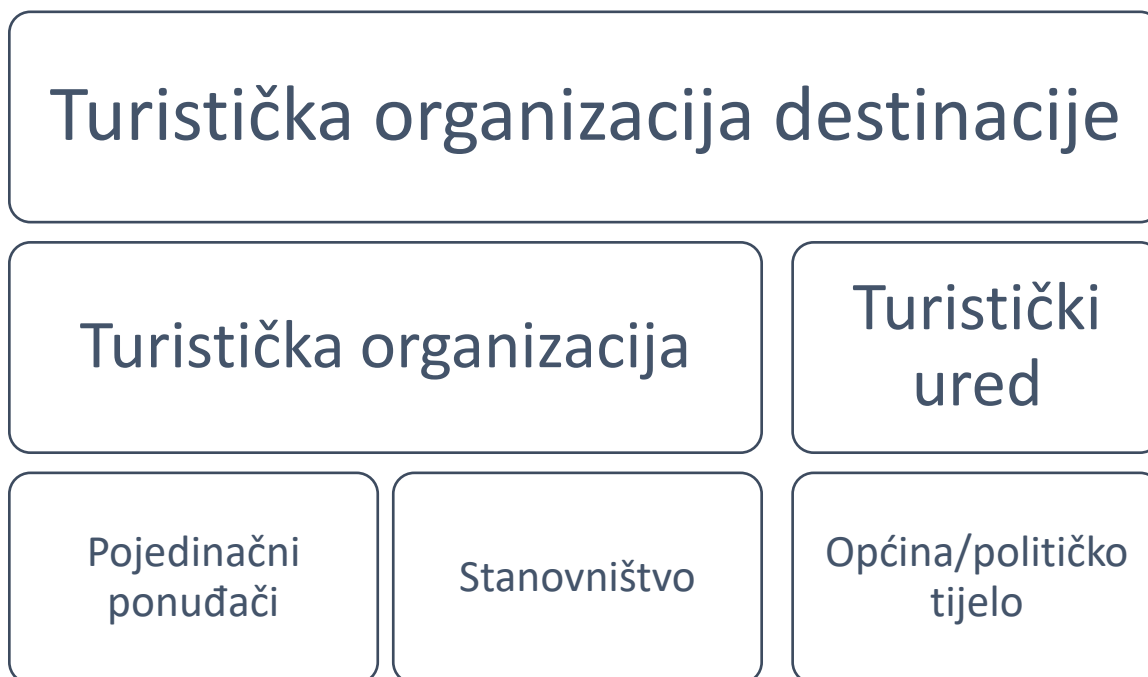 Turistička organizacija destinacije
Turistička organizacija
Turistički
ured
Pojedinačni
ponuđači
Stanovništvo
Općina/političko
tijelo